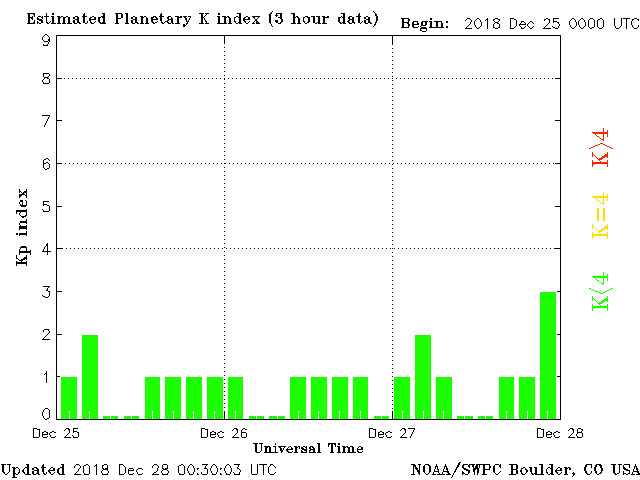 Estimated Planetary K index (3 hour data)
Begin: 2018 Dec 25 0000 UTC
9
8
7
6
5
4
3
2
1
0
Kp index
K>4
K=4
K<4
Dec 25
Dec 26
Dec 27
Dec 28
Universal Time
Updated 2018 Dec 28 00:30:03 UTC
NOAA/SWPC Boulder, CO USA